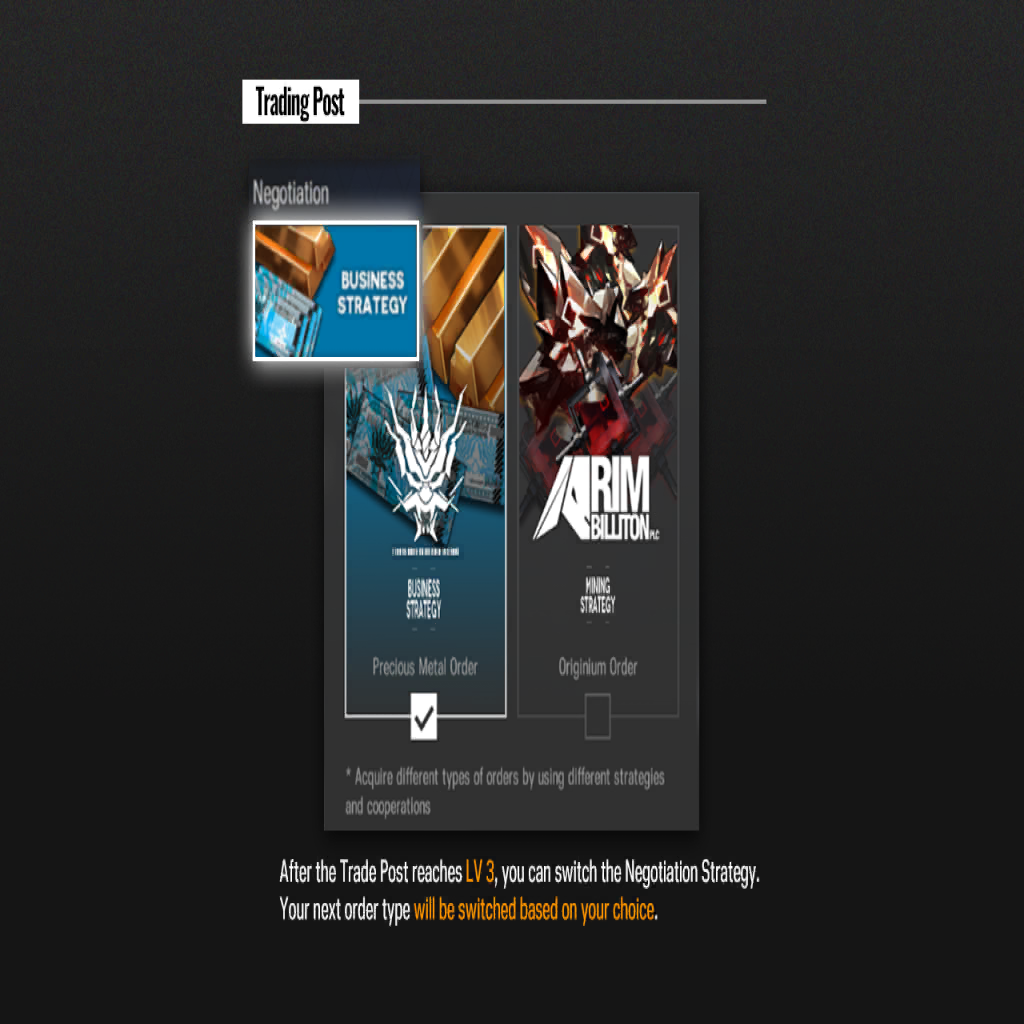 Trading Post
Negotiation
BUSINESS
STRATEGY
ARIM
BILLITON PLC
BUSINESS
STRATEGY
MINING
STRATEGY
Precious Metal Order
Originium Order
* Acquire different types of orders by using different strategies
and cooperations
After the Trade Post reaches LV 3, you can switch the Negotiation Strategy.
Your next order type will be switched based on your choice.